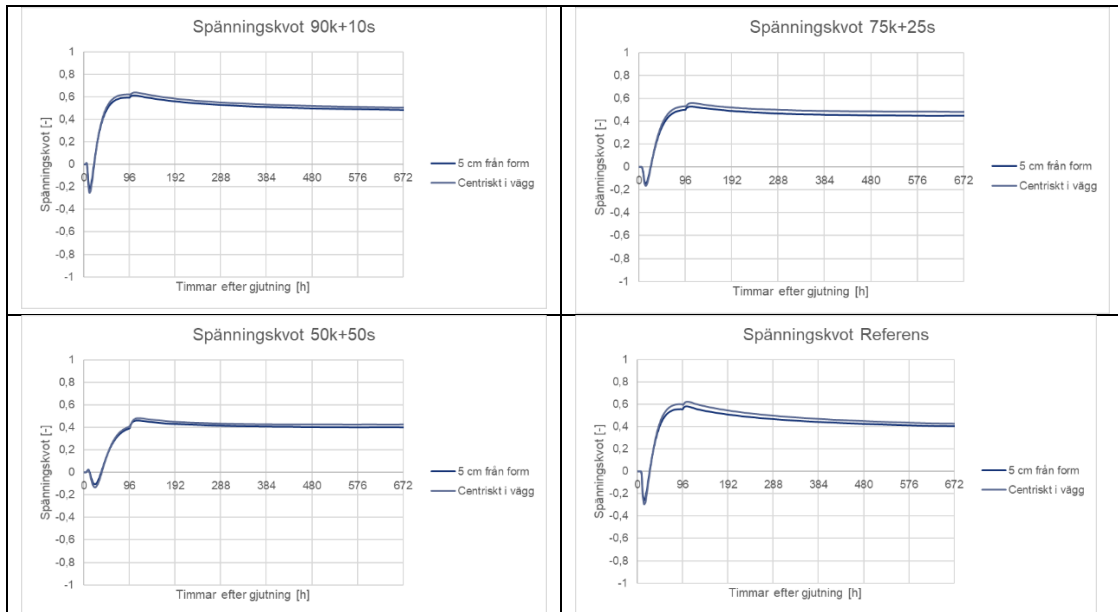 Spänningskvot 90k+10s
1
0,8
0,6
0,4
0,2
0
-0,2
-0,4
-0,6
-0,8
-1
0 96 192 288 384 480 576 672
Spänningskvot [-]
Timmar efter gjutning [h]
5 cm från form
Centriskt i vägg
Spänningskvot 75k+25s
1
0,8
0,6
0,4
0,2
0
-0,2
-0,4
-0,6
-0,8
-1
0 96 192 288 384 480 576 672
Spänningskvot [-]
Timmar efter gjutning [h]
5 cm från form
Centriskt i vägg
Spänningskvot 50k+50s
1
0,8
0,6
0,4
0,2
0
-0,2
-0,4
-0,6
-0,8
-1
0 96 192 288 384 480 576 672
Spänningskvot [-]
Timmar efter gjutning [h]
5 cm från form
Centriskt i vägg
Spänningskvot Referens
1
0,8
0,6
0,4
0,2
0
-0,2
-0,4
-0,6
-0,8
-1
0 96 192 288 384 480 576 672
Spänningskvot [-]
Timmar efter gjutning [h]
5 cm från form
Centriskt i vägg